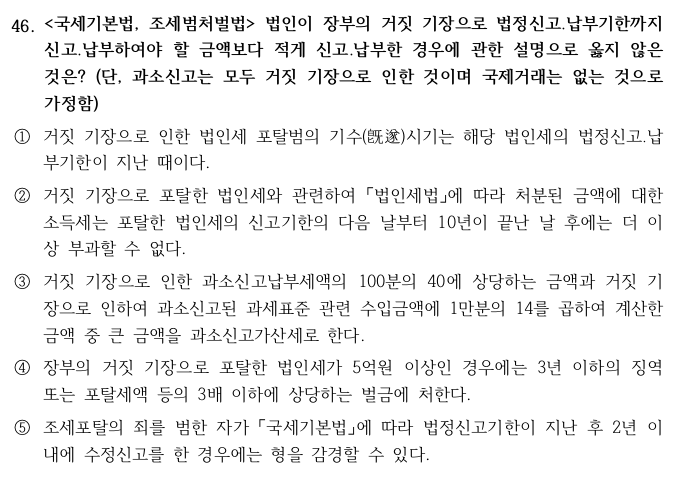 46. <국세기본법, 조세범처벌법> 법인이 장부의 거짓 기장으로 법정신고.납부기한까지
신고.납부하여야 할 금액보다 적게 신고.납부한 경우에 관한 설명으로 옳지 않은
것은? (단, 과소신고는 모두 거짓 기장으로 인한 것이며 국제거래는 없는 것으로
가정함)
① 거짓 기장으로 인한 법인세 포탈범의 기수(旣遂)시기는 해당 법인세의 법정신고.납
부기한이 지난 때이다.
② 거짓 기장으로 포탈한 법인세와 관련하여 「법인세법」에 따라 처분된 금액에 대한
소득세는 포탈한 법인세의 신고기한의 다음 날부터 10년이 끝난 날 후에는 더 이
상 부과할 수 없다.
③ 거짓 기장으로 인한 과소신고납부세액의 100분의 40에 상당하는 금액과 거짓 기
장으로 인하여 과소신고된 과세표준 관련 수입금액에 1만분의 14를 곱하여 계산한
금액 중 큰 금액을 과소신고가산세로 한다.
④ 장부의 거짓 기장으로 포탈한 법인세가 5억원 이상인 경우에는 3년 이하의 징역
또는 포탈세액 등의 3배 이하에 상당하는 벌금에 처한다.
⑤ 조세포탈의 죄를 범한 자가 「국세기본법」에 따라 법정신고기한이 지난 후 2년 이
내에 수정신고를 한 경우에는 형을 감경할 수 있다.